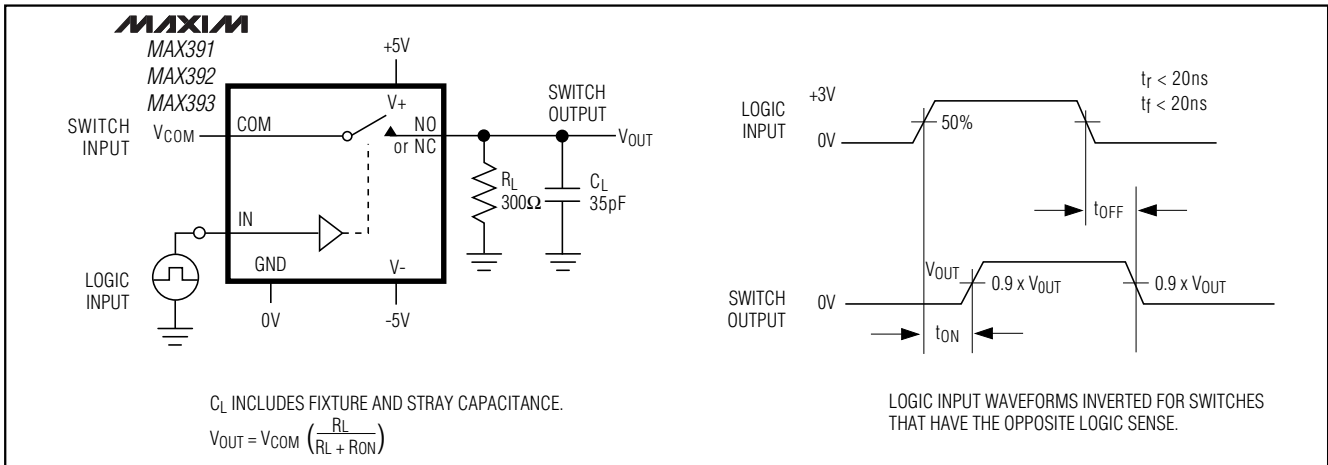 MAXIM
MAX391
MAX392
MAX393
+5V
V+
SWITCH
INPUT
VCOM
COM
NO
or NC
SWITCH
OUTPUT
VOUT
RL
300Ω
CL
35pF
IN
GND
V-
LOGIC
INPUT
0V
-5V
CL INCLUDES FIXTURE AND STRAY CAPACITANCE.
VOUT = VCOM (RL / RL + RON)
tr < 20ns
tf < 20ns
LOGIC
INPUT
+3V
0V
50%
tOFF
SWITCH
OUTPUT
VOUT
0V
0.9 x VOUT
0.9 x VOUT
tON
LOGIC INPUT WAVEFORMS INVERTED FOR SWITCHES
THAT HAVE THE OPPOSITE LOGIC SENSE.